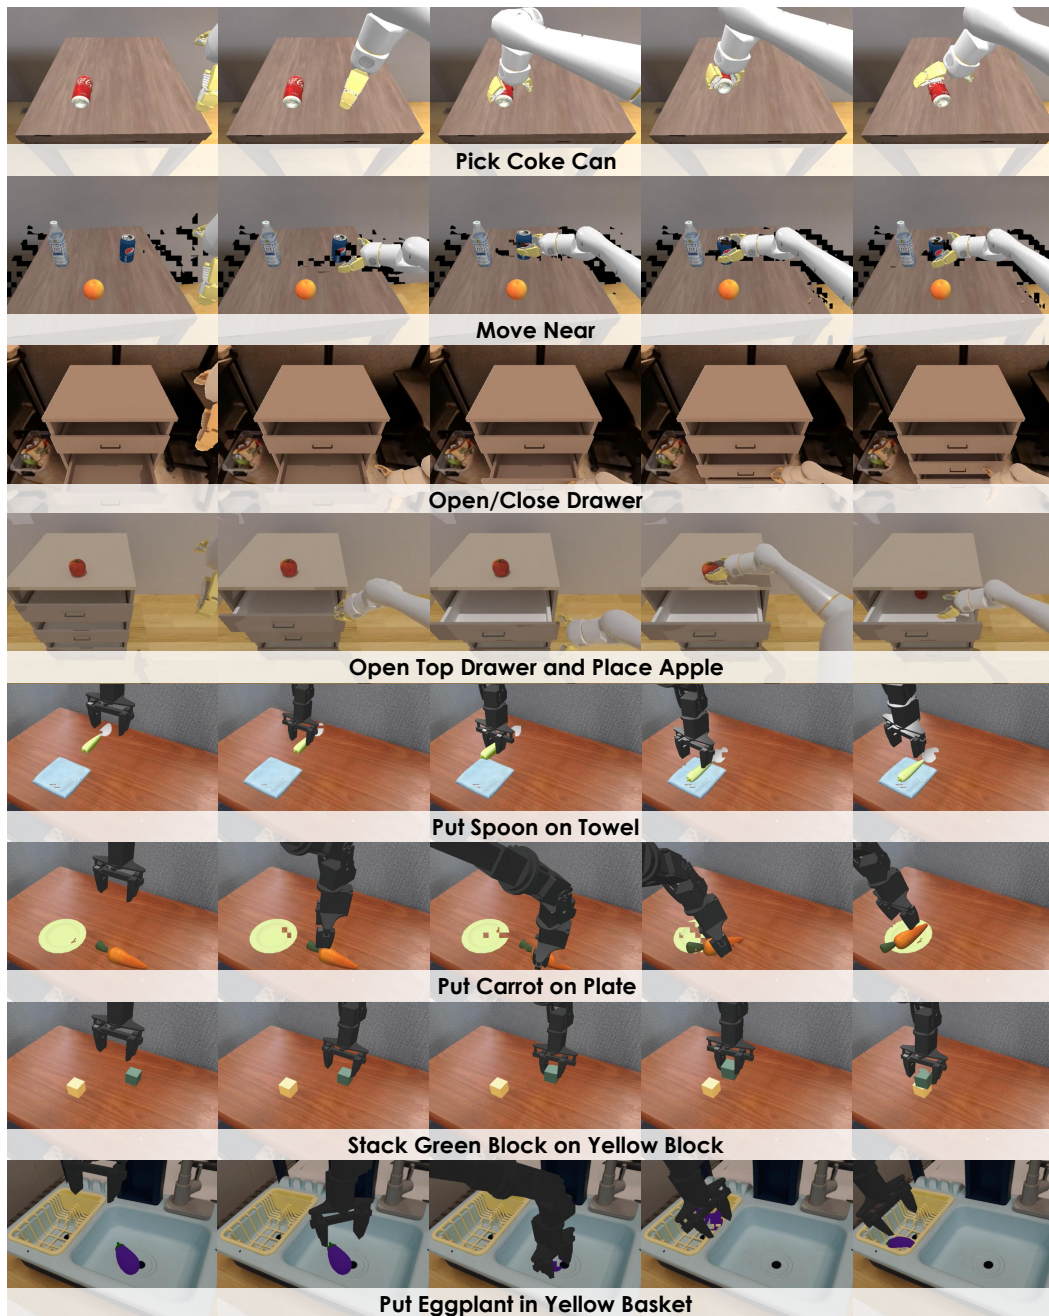 Pick Coke Can
Move Near
Open/Close Drawer
Open Top Drawer and Place Apple
Put Spoon on Towel
Put Carrot on Plate
Stack Green Block on Yellow Block
Put Eggplant in Yellow Basket